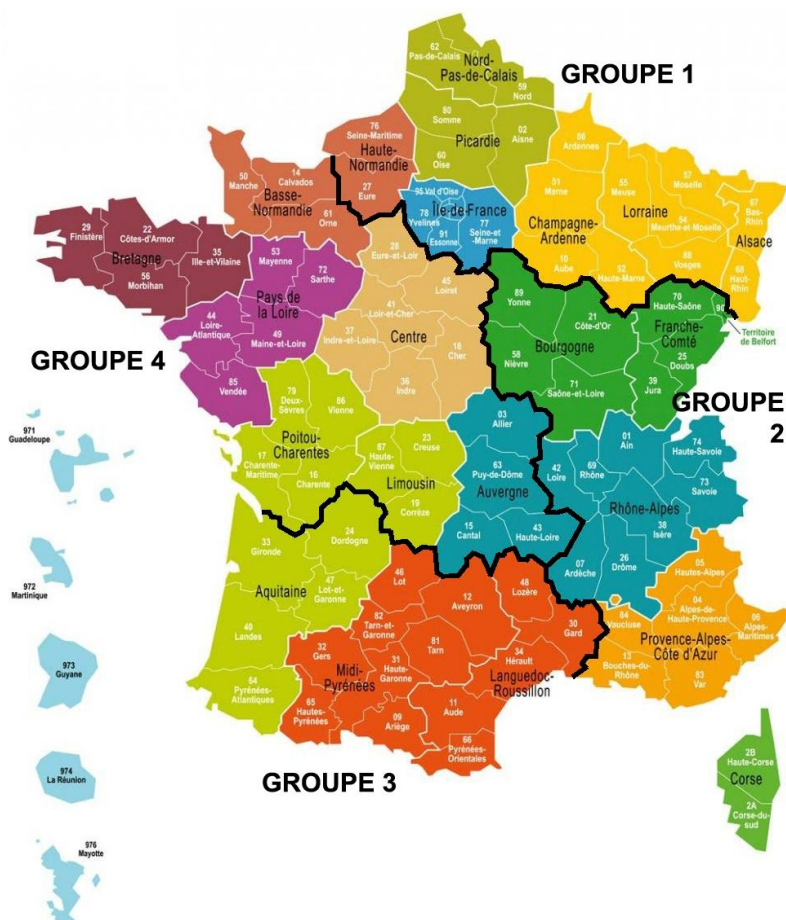 62
Pas-de-Calais
Nord-
Pas-de-Calais
59
Nord
GROUPE 1
80
Somme
02
Aisne
Picardie
60
Oise
76
Seine-Maritime
Haute-
Normandie
27
Eure
08
Ardennes
51
Marne
55
Meuse
57
Moselle
Lorraine
54
Meurthe-et-Moselle
67
Bas-Rhin
Alsace
Champagne-
Ardenne
10
Aube
52
Haute-Marne
88
Vosges
68
Haut-
Rhin
95 Val d'Oise
78
Yvelines
Île-de-France
91
Essonne
77
Seine-et
-Marne
50
Manche
14
Calvados
Basse-
Normandie
61
Orne
29
Finistère
22
Côtes-d'Armor
Bretagne
35
Ille-et-Vilaine
56
Morbihan
53
Mayenne
72
Sarthe
Pays de
la Loire
44
Loire-
Atlantique
49
Maine-et-Loire
85
Vendée
GROUPE 4
28
Eure-et-Loir
45
Loiret
41
Loir-et-Cher
37
Indre-et-Loire
Centre
18
Cher
36
Indre
89
Yonne
21
Côte-d'Or
Bourgogne
58
Nièvre
71
Saône-et-Loire
70
Haute-Saône
90
Territoire
de Belfort
Franche-
Comté
25
Doubs
39
Jura
GROUPE
2
79
Deux-
Sèvres
86
Vienne
Poitou-
Charentes
17
Charente-
Maritime
16
Charente
87
Haute-
Vienne
23
Creuse
Limousin
19
Corrèze
03
Allier
63
Puy-de-Dôme
Auvergne
15
Cantal
43
Haute-Loire
01
Ain
74
Haute-Savoie
42
Loire
69
Rhône
73
Savoie
Rhône-Alpes
38
Isère
07
Ardèche
26
Drôme
971
Guadeloupe
972
Martinique
973
Guyane
974
La Réunion
976
Mayotte
33
Gironde
24
Dordogne
Aquitaine
47
Lot-et-
Garonne
40
Landes
64
Pyrénées-
Atlantiques
46
Lot
12
Aveyron
82
Tarn-et-
Garonne
32
Gers
81
Tarn
31
Haute-
Garonne
Midi-
Pyrénées
65
Hautes-
Pyrénées
09
Ariège
48
Lozère
30
Gard
34
Hérault
Languedoc-
Roussillon
11
Aude
66
Pyrénées-
Orientales
05
Hautes-Alpes
84
Vaucluse
04
Alpes-de-
Haute-Provence
06
Alpes-
Maritimes
Provence-Alpes-
Côte d'Azur
13
Bouches-du-
Rhône
83
Var
GROUPE 3
2B
Haute-Corse
Corse
2A
Corse-du-
sud